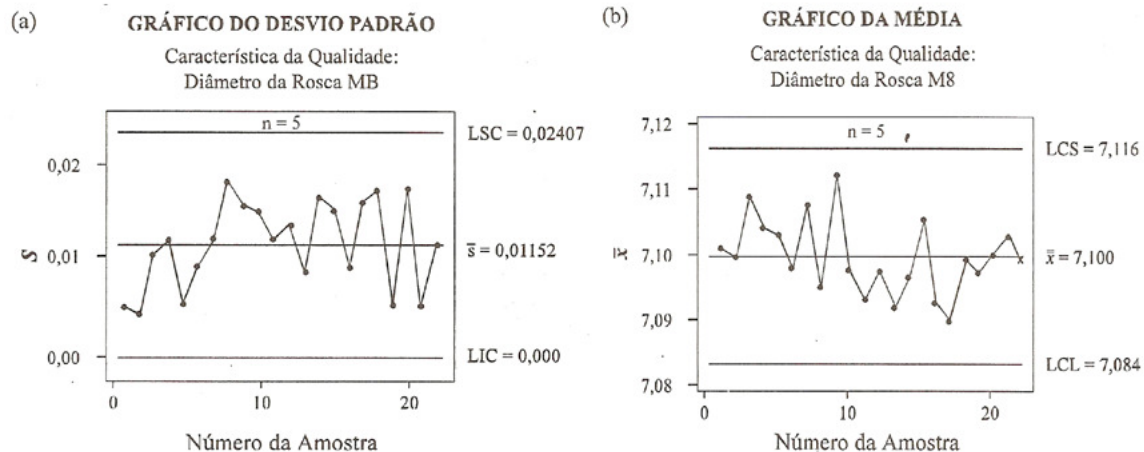 (a)
GRÁFICO DO DESVIO PADRÃO
Característica da Qualidade:
Diâmetro da Rosca MB
n = 5
LSC = 0,02407
0,02
S
0,01
s̄ = 0,01152
0,00
LIC = 0,000
0
10
20
Número da Amostra
(b)
GRÁFICO DA MÉDIA
Característica da Qualidade:
Diâmetro da Rosca M8
7,12
n = 5
LCS = 7,116
7,11
x̄
7,10
x̿ = 7,100
7,09
LCL = 7,084
7,08
0
10
20
Número da Amostra